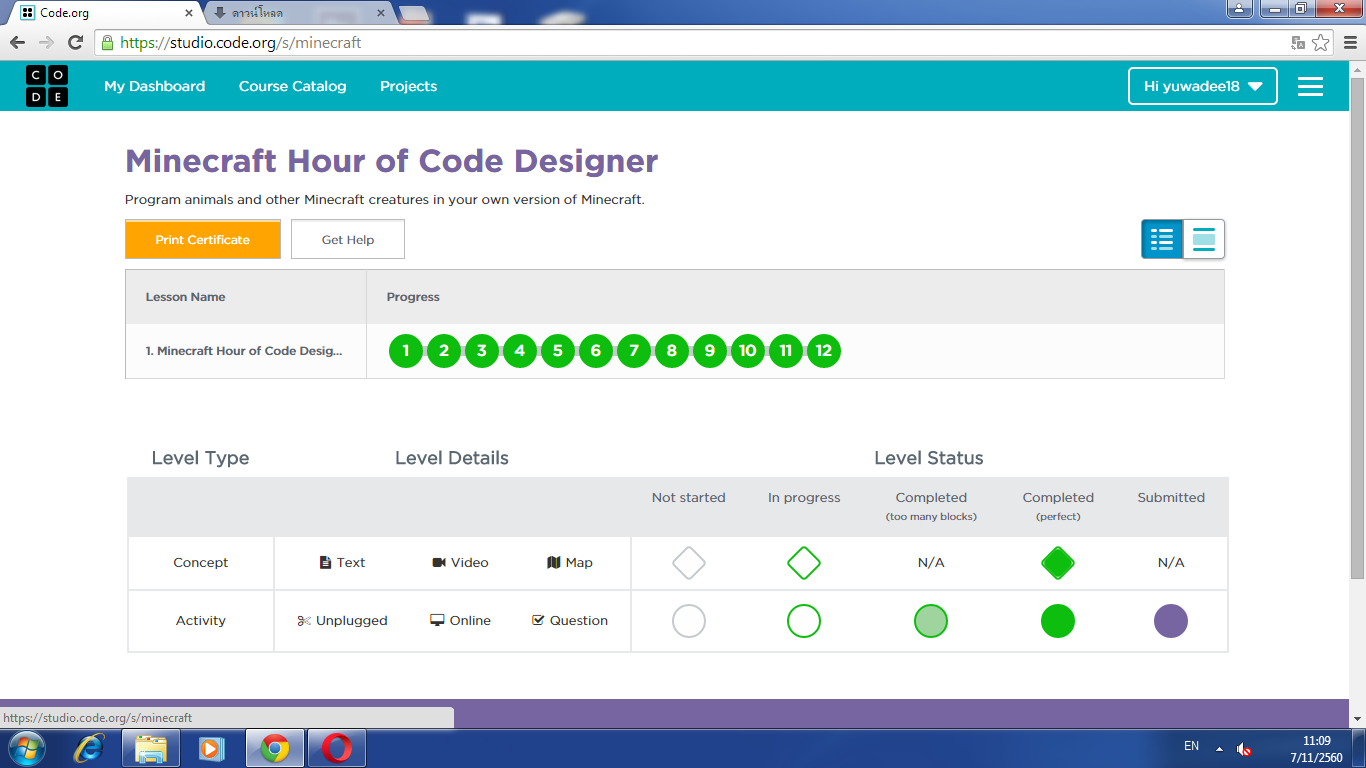 Code.org
ดาวน์โหลด
https://studio.code.org/s/minecraft
C O
D E
My Dashboard Course Catalog Projects
Hi yuwadee18
Minecraft Hour of Code Designer
Program animals and other Minecraft creatures in your own version of Minecraft.
Print Certificate Get Help
Lesson Name Progress
1. Minecraft Hour of Code Desig... 1 2 3 4 5 6 7 8 9 10 11 12
Level Type Level Details Level Status
Not started In progress Completed Completed Submitted
(too many blocks) (perfect)
Concept Text Video Map N/A N/A
Activity Unplugged Online Question
https://studio.code.org/s/minecraft
EN 11:09
7/11/2560